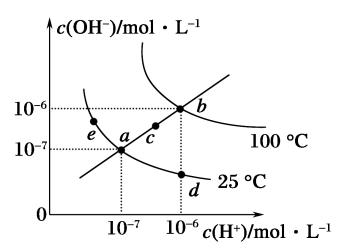 c(OH⁻)/mol · L⁻¹
10⁻⁶
b
e
a
c
100 °C
10⁻⁷
d
25 °C
0
10⁻⁷
10⁻⁶
c(H⁺)/mol · L⁻¹